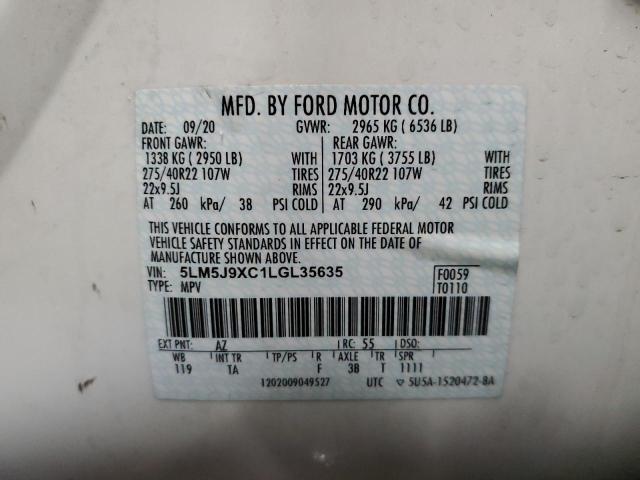 MFD. BY FORD MOTOR CO.
DATE: 09/20 GVWR: 2965 KG ( 6536 LB)
FRONT GAWR: REAR GAWR:
1338 KG ( 2950 LB) WITH 1703 KG ( 3755 LB) WITH
275/40R22 107W TIRES 275/40R22 107W TIRES
22x9.5J RIMS 22x9.5J RIMS
AT 260 kPa/ 38 PSI COLD AT 290 kPa/ 42 PSI COLD
THIS VEHICLE CONFORMS TO ALL APPLICABLE FEDERAL MOTOR
VEHICLE SAFETY STANDARDS IN EFFECT ON THE DATE OF
MANUFACTURE SHOWN ABOVE.
VIN: 5LM5J9XC1LGL35635 F0059
TYPE: MPV T0110
EXT PNT: AZ RC: 55 DSO:
WB INT TR TP/PS R AXLE TR SPR
119 TA F 3B T 1111
1202009049527 UTC ▽ 5U5A-1520472-BA